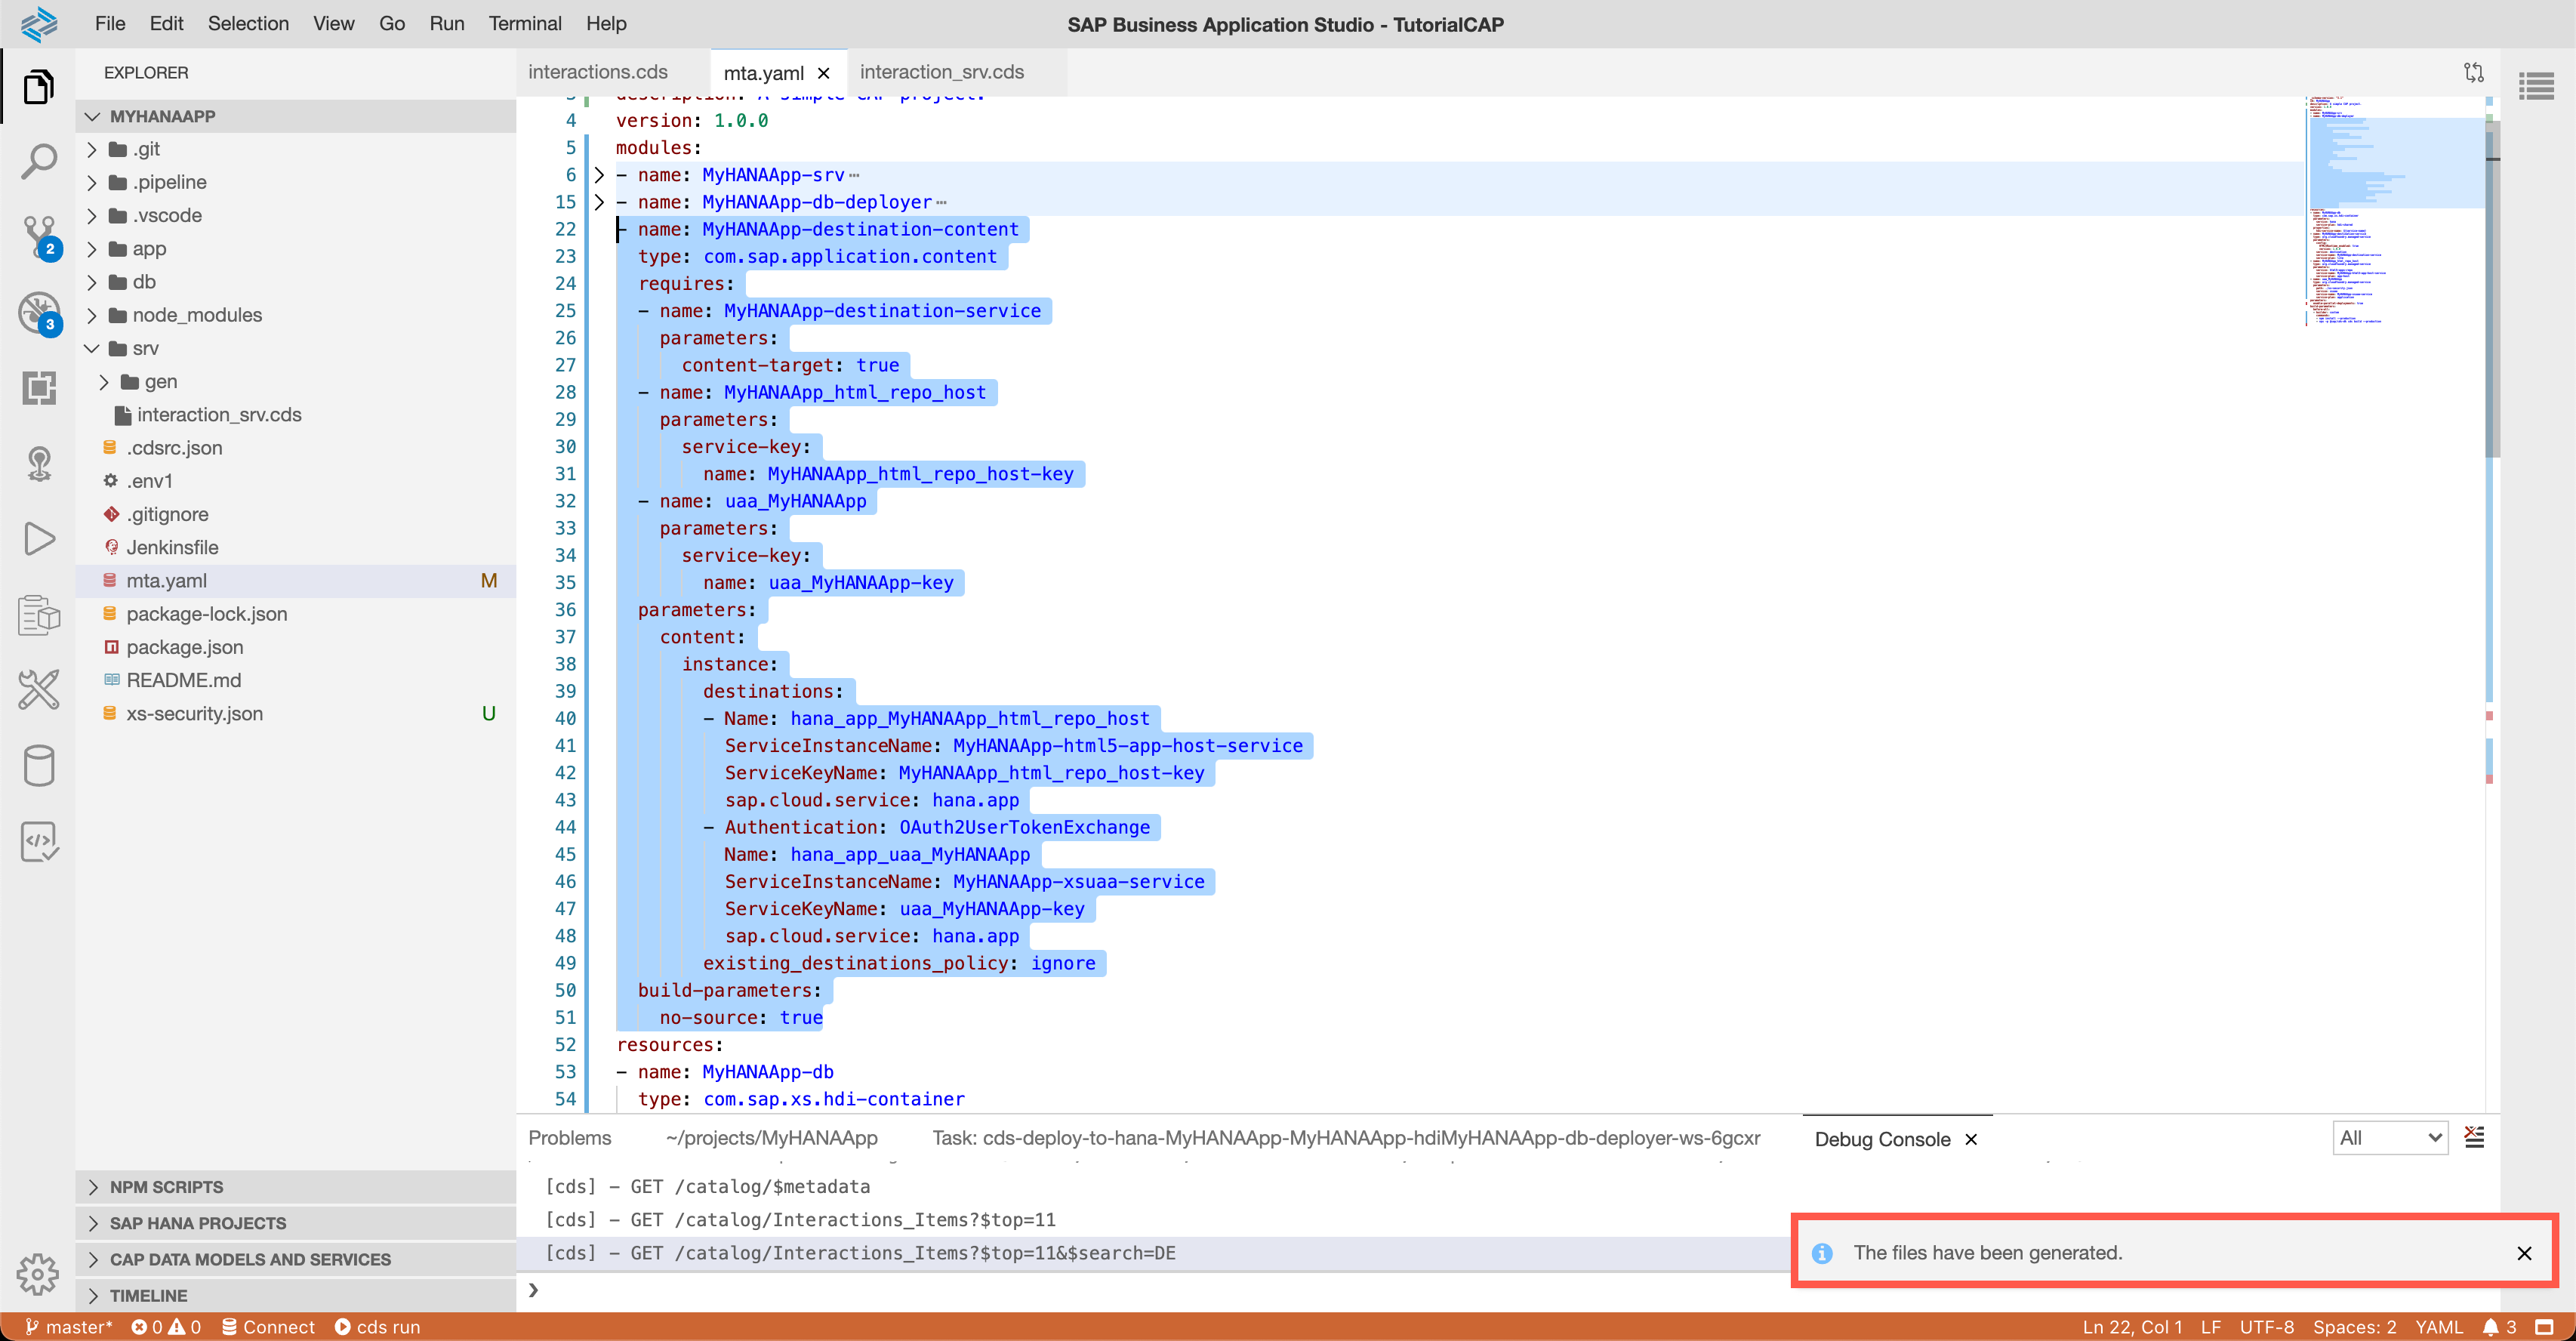 File Edit Selection View Go Run Terminal Help
SAP Business Application Studio - TutorialCAP
EXPLORER
MYHANAAPP
.git
.pipeline
.vscode
app
db
node_modules
srv
gen
interaction_srv.cds
.cdsrc.json
.env1
.gitignore
Jenkinsfile
mta.yaml M
package-lock.json
package.json
README.md
xs-security.json U
2
3
NPM SCRIPTS
SAP HANA PROJECTS
CAP DATA MODELS AND SERVICES
TIMELINE
interactions.cds mta.yaml interaction_srv.cds
3 description: A simple CAP project.
4 version: 1.0.0
5 modules:
6 - name: MyHANAApp-srv…
15 - name: MyHANAApp-db-deployer…
22 - name: MyHANAApp-destination-content
23 type: com.sap.application.content
24 requires:
25 - name: MyHANAApp-destination-service
26 parameters:
27 content-target: true
28 - name: MyHANAApp_html_repo_host
29 parameters:
30 service-key:
31 name: MyHANAApp_html_repo_host-key
32 - name: uaa_MyHANAApp
33 parameters:
34 service-key:
35 name: uaa_MyHANAApp-key
36 parameters:
37 content:
38 instance:
39 destinations:
40 - Name: hana_app_MyHANAApp_html_repo_host
41 ServiceInstanceName: MyHANAApp-html5-app-host-service
42 ServiceKeyName: MyHANAApp_html_repo_host-key
43 sap.cloud.service: hana.app
44 - Authentication: OAuth2UserTokenExchange
45 Name: hana_app_uaa_MyHANAApp
46 ServiceInstanceName: MyHANAApp-xsuaa-service
47 ServiceKeyName: uaa_MyHANAApp-key
48 sap.cloud.service: hana.app
49 existing_destinations_policy: ignore
50 build-parameters:
51 no-source: true
52 resources:
53 - name: MyHANAApp-db
54 type: com.sap.xs.hdi-container
Problems ~/projects/MyHANAApp Task: cds-deploy-to-hana-MyHANAApp-MyHANAApp-hdiMyHANAApp-db-deployer-ws-6gcxr Debug Console All
[cds] - GET /catalog/$metadata
[cds] - GET /catalog/Interactions_Items?$top=11
[cds] - GET /catalog/Interactions_Items?$top=11&$search=DE
The files have been generated.
master* 0 0 Connect cds run Ln 22, Col 1 LF UTF-8 Spaces: 2 YAML 3